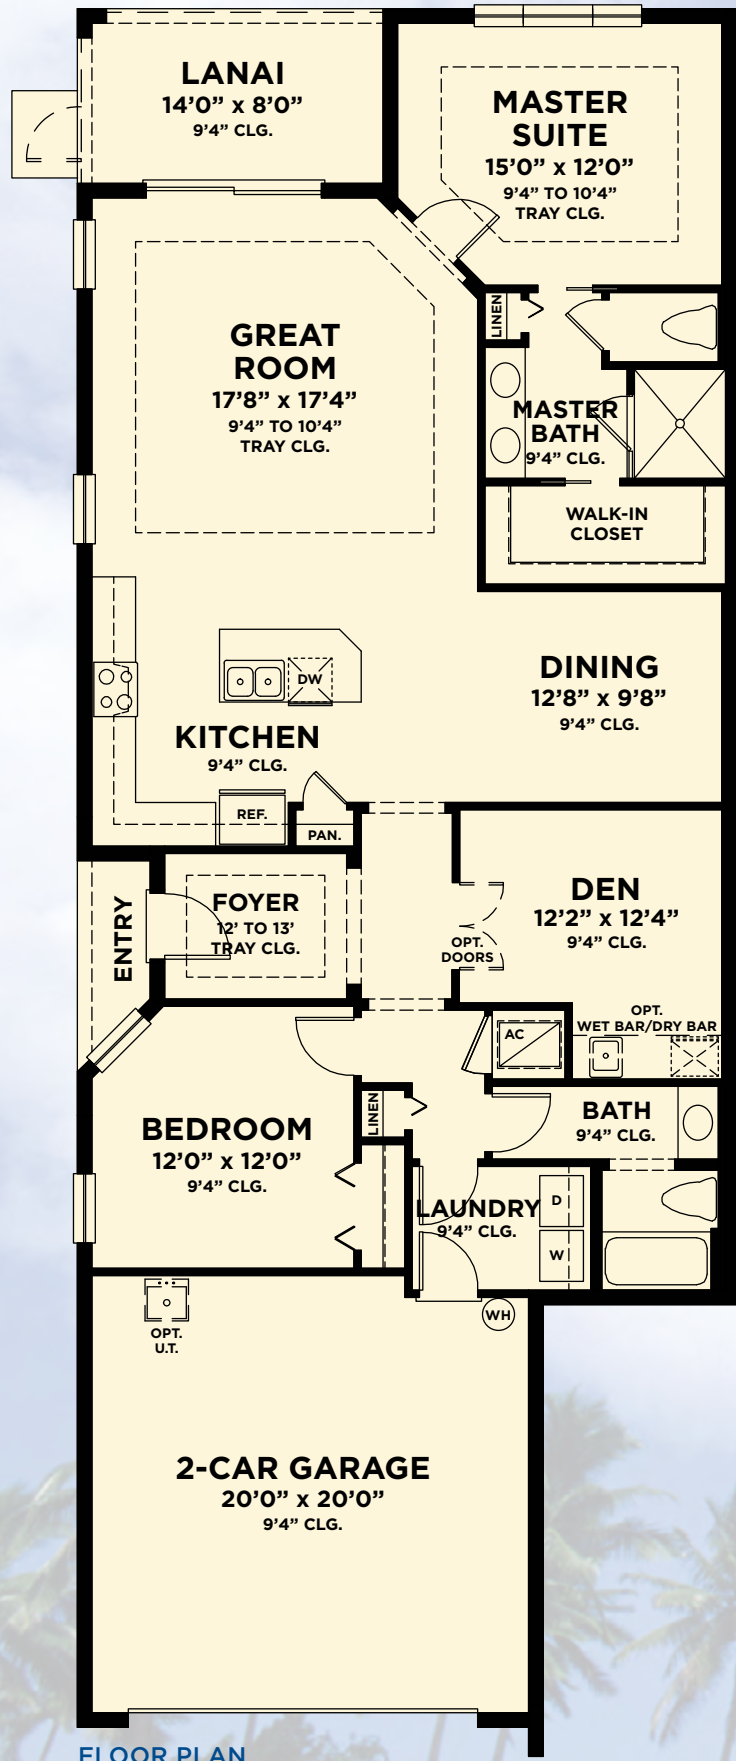 LANAI
14’0” x 8’0”
9’4” CLG.
MASTER
SUITE
15’0” x 12’0”
9’4” TO 10’4”
TRAY CLG.
GREAT
ROOM
17’8” x 17’4”
9’4” TO 10’4”
TRAY CLG.
LINEN
MASTER
BATH
9’4” CLG.
WALK-IN
CLOSET
DINING
12’8” x 9’8”
9’4” CLG.
DW
KITCHEN
9’4” CLG.
REF.
PAN.
ENTRY
FOYER
12’ TO 13’
TRAY CLG.
DEN
12’2” x 12’4”
9’4” CLG.
OPT.
DOORS
OPT.
WET BAR/DRY BAR
AC
LINEN
BATH
9’4” CLG.
BEDROOM
12’0” x 12’0”
9’4” CLG.
LAUNDRY
9’4” CLG.
D
W
WH
OPT.
U.T.
2-CAR GARAGE
20’0” x 20’0”
9’4” CLG.
FLOOR PLAN